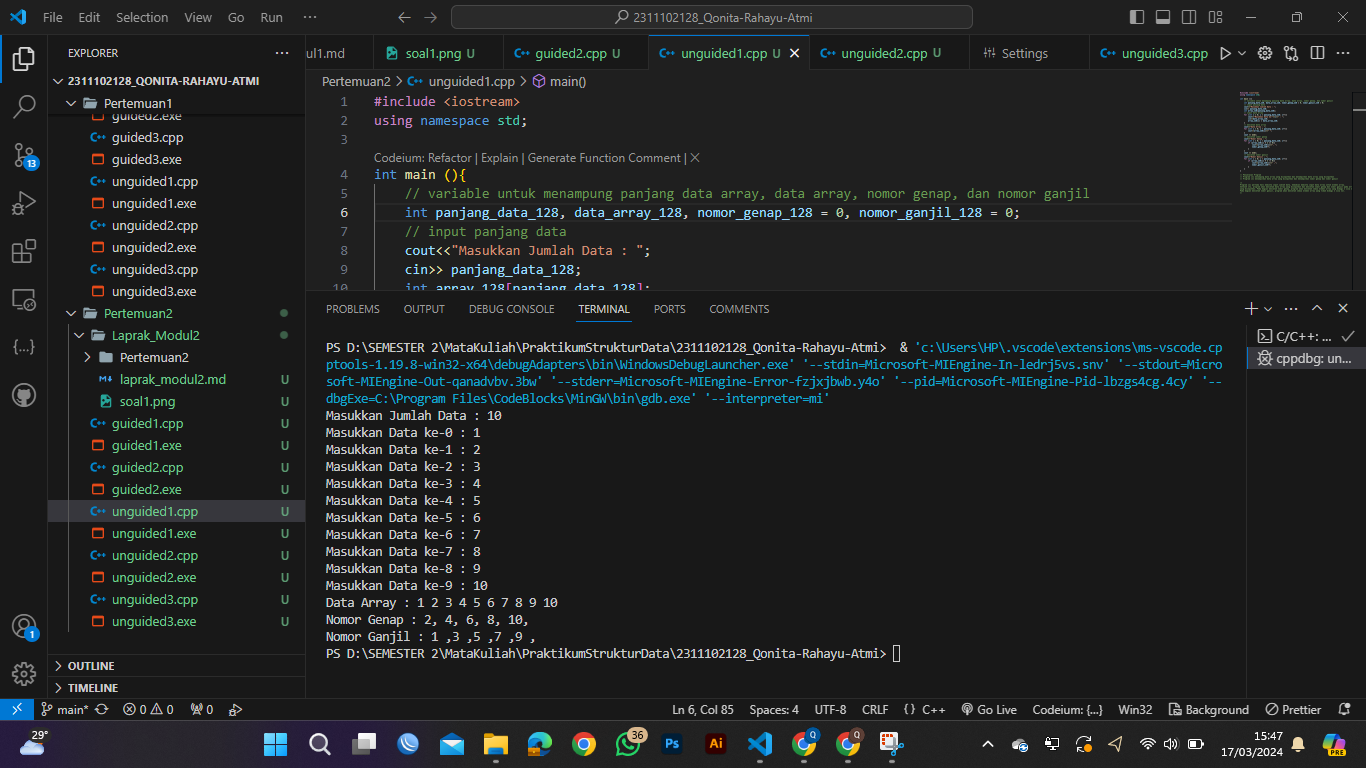 File Edit Selection View Go Run ··· 2311102128_Qonita-Rahayu-Atmi
EXPLORER ···
ul1.md soal1.png U guided2.cpp U unguided1.cpp U unguided2.cpp U Settings unguided3.cpp
2311102128_QONITA-RAHAYU-ATMI
Pertemuan1
guided2.exe
guided3.cpp
guided3.exe
unguided1.cpp
unguided1.exe
unguided2.cpp
unguided2.exe
unguided3.cpp
unguided3.exe
Pertemuan2
Laprak_Modul2
Pertemuan2
laprak_modul2.md U
soal1.png U
guided1.cpp U
guided1.exe U
guided2.cpp U
guided2.exe U
unguided1.cpp U
unguided1.exe U
unguided2.cpp U
unguided2.exe U
unguided3.cpp U
unguided3.exe U
OUTLINE
TIMELINE
13
1
Pertemuan2 > unguided1.cpp > main()
1 #include <iostream>
2 using namespace std;
3
Codeium: Refactor | Explain | Generate Function Comment | X
4 int main (){
5 // variable untuk menampung panjang data array, data array, nomor genap, dan nomor ganjil
6 int panjang_data_128, data_array_128, nomor_genap_128 = 0, nomor_ganjil_128 = 0;
7 // input panjang data
8 cout<<"Masukkan Jumlah Data : ";
9 cin>> panjang_data_128;
10 int array_128[panjang_data_128];
PROBLEMS OUTPUT DEBUG CONSOLE TERMINAL PORTS COMMENTS
C/C++: ...
cppdbg: un...
PS D:\SEMESTER 2\MataKuliah\PraktikumStrukturData\2311102128_Qonita-Rahayu-Atmi> & 'c:\Users\HP\.vscode\extensions\ms-vscode.cp
ptools-1.19.8-win32-x64\debugAdapters\bin\WindowsDebugLauncher.exe' '--stdin=Microsoft-MIEngine-In-ledrj5vs.snv' '--stdout=Micro
soft-MIEngine-Out-qanadvbv.3bw' '--stderr=Microsoft-MIEngine-Error-fzjxjbwb.y4o' '--pid=Microsoft-MIEngine-Pid-lbzgs4cg.4cy' '--
dbgExe=C:\Program Files\CodeBlocks\MinGW\bin\gdb.exe' '--interpreter=mi'
Masukkan Jumlah Data : 10
Masukkan Data ke-0 : 1
Masukkan Data ke-1 : 2
Masukkan Data ke-2 : 3
Masukkan Data ke-3 : 4
Masukkan Data ke-4 : 5
Masukkan Data ke-5 : 6
Masukkan Data ke-6 : 7
Masukkan Data ke-7 : 8
Masukkan Data ke-8 : 9
Masukkan Data ke-9 : 10
Data Array : 1 2 3 4 5 6 7 8 9 10
Nomor Genap : 2, 4, 6, 8, 10,
Nomor Ganjil : 1 ,3 ,5 ,7 ,9 ,
PS D:\SEMESTER 2\MataKuliah\PraktikumStrukturData\2311102128_Qonita-Rahayu-Atmi>
main* 0 0 0 Ln 6, Col 85 Spaces: 4 UTF-8 CRLF {} C++ Go Live Codeium: {...} Win32 Background Prettier
29° 36 Ps Ai Q Q PRE
15:47
17/03/2024